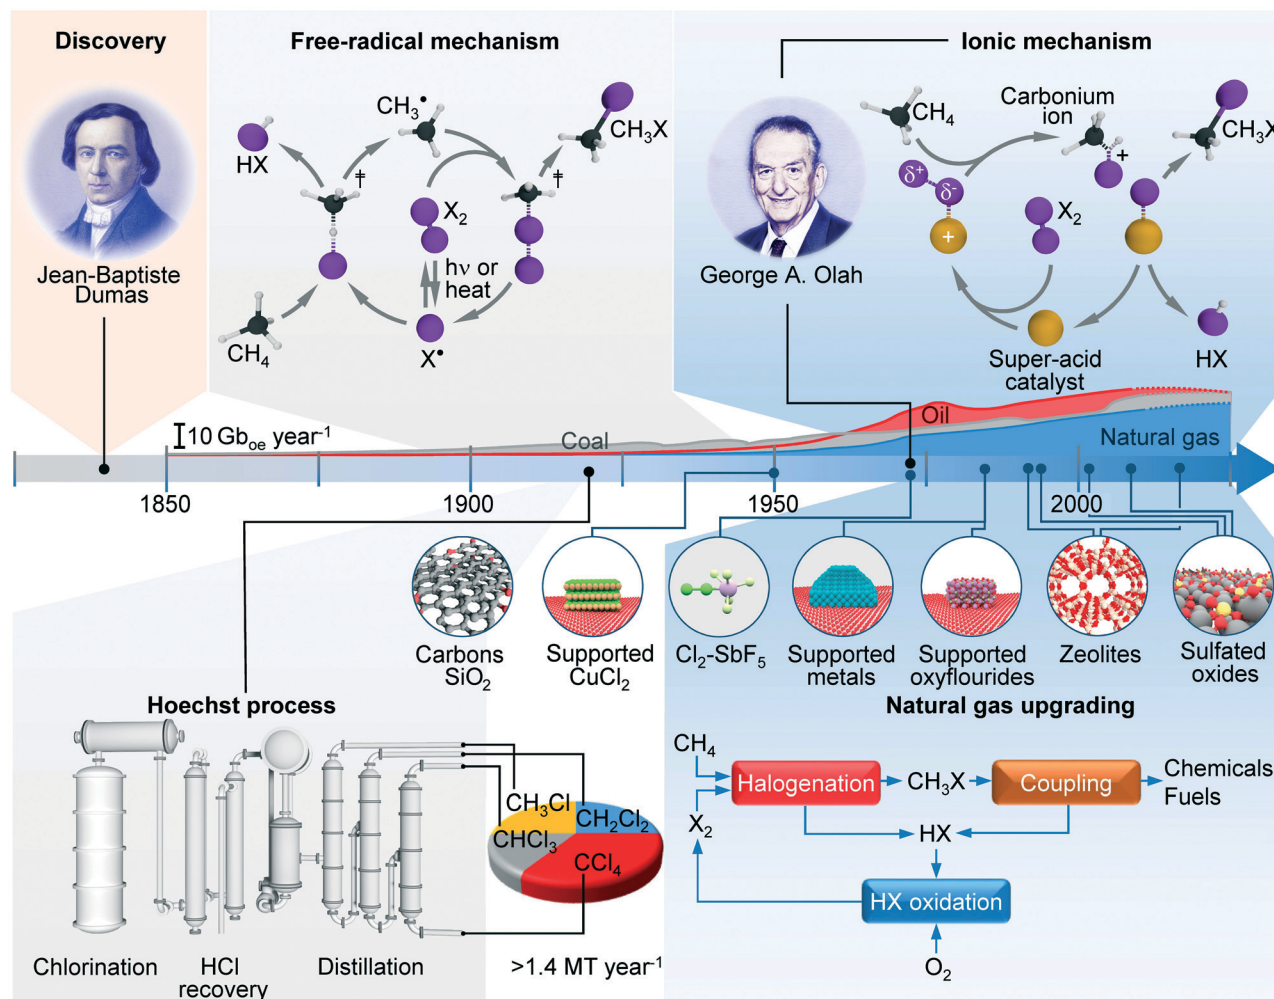 Discovery
Jean-Baptiste
Dumas
Free-radical mechanism
HX
CH3•
CH3X
‡
‡
X2
hν or
heat
CH4
X•
Ionic mechanism
George A. Olah
CH4
Carbonium
ion
CH3X
δ+
δ-
+
+
X2
Super-acid
catalyst
HX
10 Gboe year-1
Coal
Oil
Natural gas
1850
1900
1950
2000
Carbons
SiO2
Supported
CuCl2
Cl2-SbF5
Supported
metals
Supported
oxyflourides
Zeolites
Sulfated
oxides
Hoechst process
Chlorination
HCl
recovery
Distillation
CH3Cl
CH2Cl2
CHCl3
CCl4
>1.4 MT year-1
Natural gas upgrading
CH4
Halogenation
CH3X
Coupling
Chemicals
Fuels
X2
HX
HX oxidation
O2